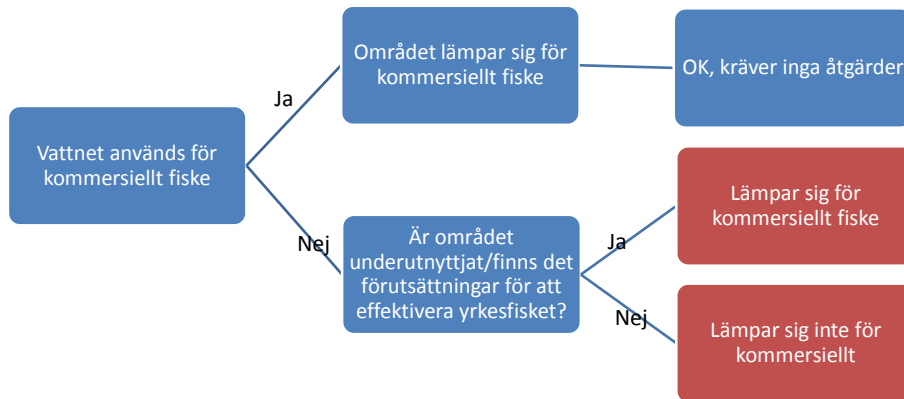 Området lämpar sig för
kommersiellt fiske
OK, kräver inga åtgärder
Ja
Vattnet används för
kommersiellt fiske
Lämpar sig för
kommersiellt fiske
Nej
Är området
underutnyttjat/finns det
förutsättningar för att
effektivera yrkesfisket?
Ja
Nej
Lämpar sig inte för
kommersiellt